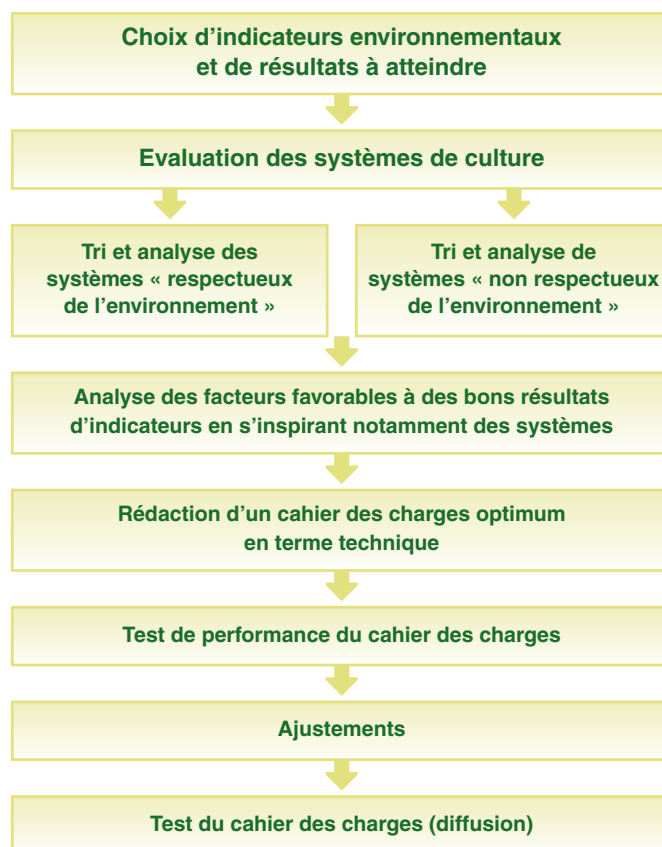 Choix d’indicateurs environnementaux
et de résultats à atteindre
Evaluation des systèmes de culture
Tri et analyse des
systèmes « respectueux
de l’environnement »
Tri et analyse de
systèmes « non respectueux
de l’environnement »
Analyse des facteurs favorables à des bons résultats
d’indicateurs en s’inspirant notamment des systèmes
Rédaction d’un cahier des charges optimum
en terme technique
Test de performance du cahier des charges
Ajustements
Test du cahier des charges (diffusion)